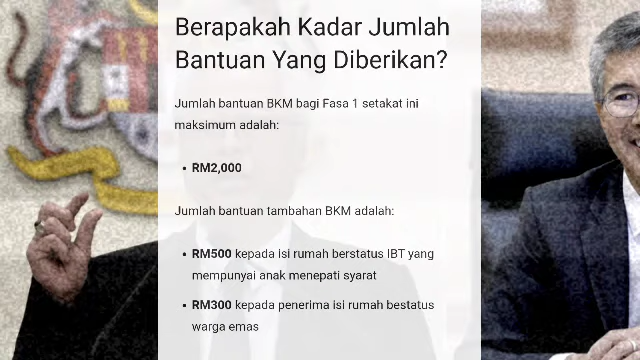 Berapakah Kadar Jumlah
Bantuan Yang Diberikan?
Jumlah bantuan BKM bagi Fasa 1 setakat ini
maksimum adalah:
• RM2,000
Jumlah bantuan tambahan BKM adalah:
• RM500 kepada isi rumah berstatus IBT yang
mempunyai anak menepati syarat
• RM300 kepada penerima isi rumah bestatus
warga emas